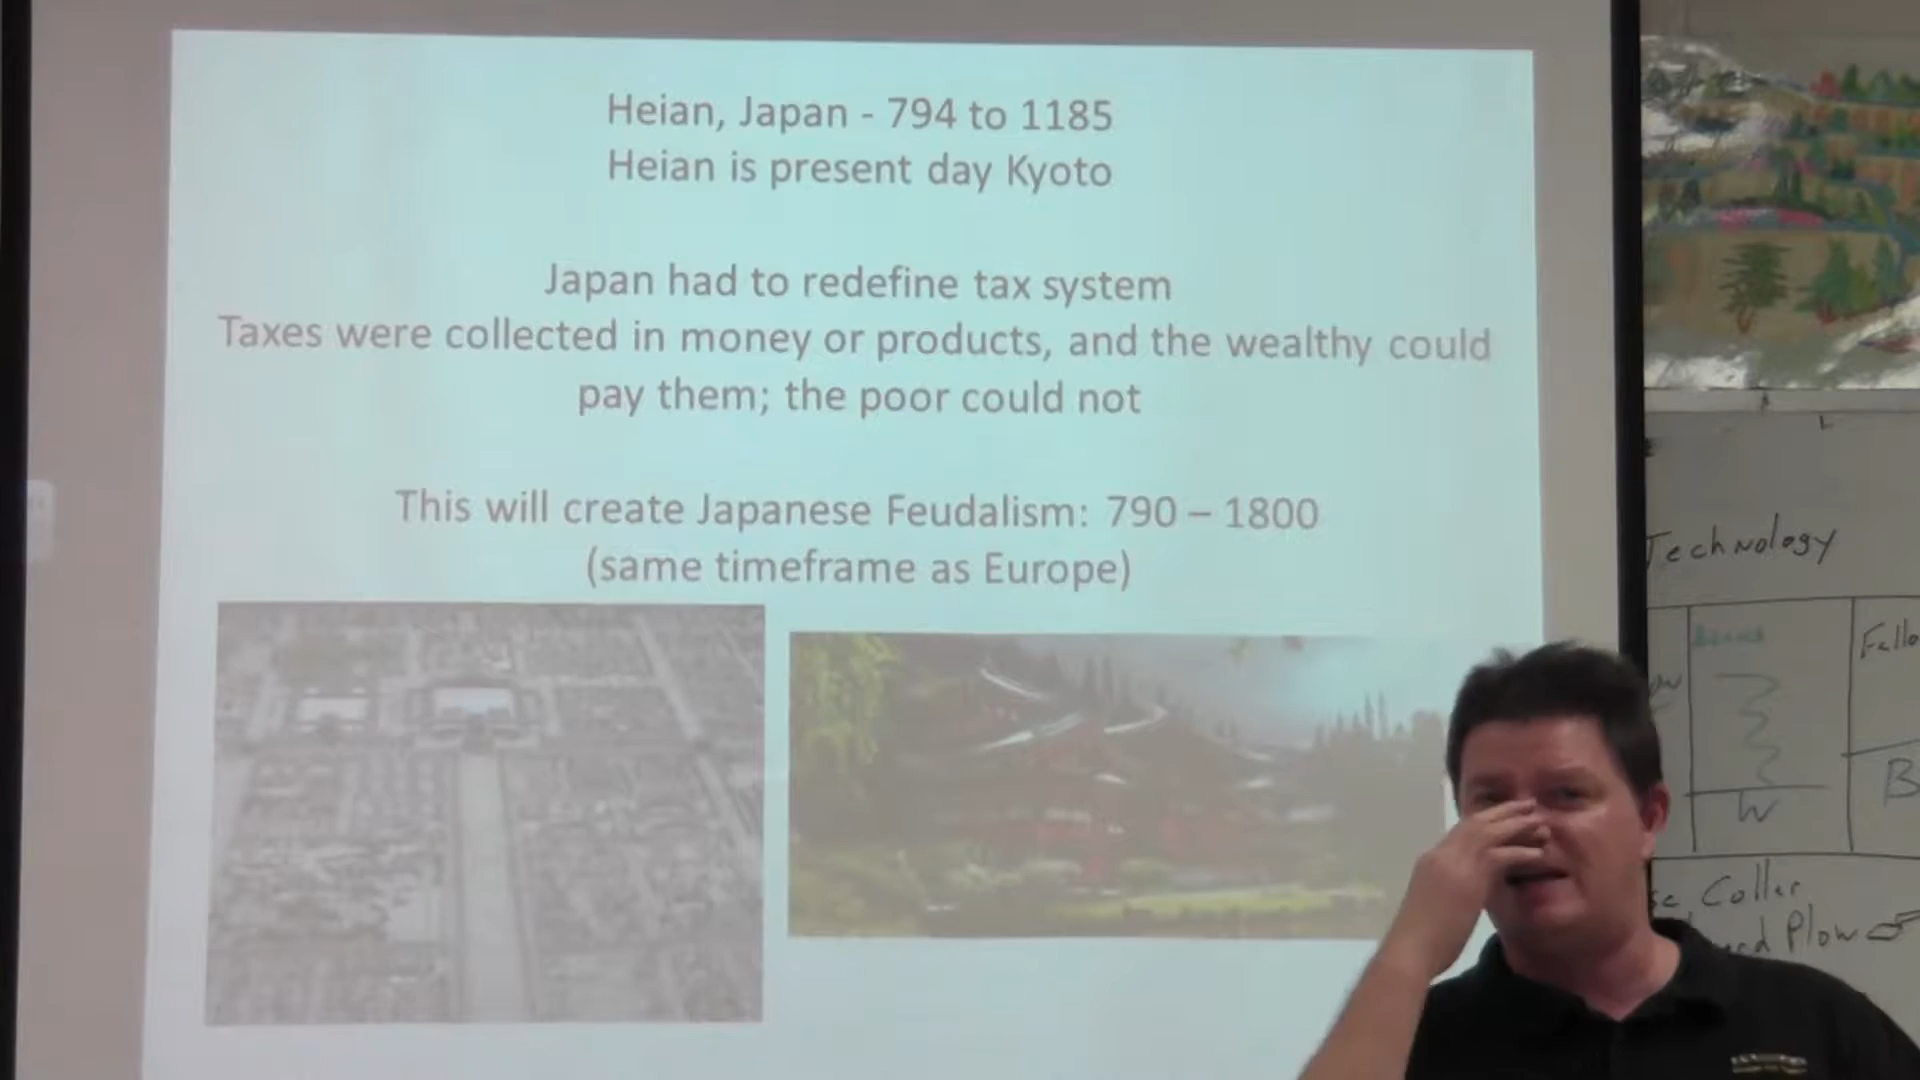 Heian, Japan - 794 to 1185
Heian is present day Kyoto
Japan had to redefine tax system
Taxes were collected in money or products, and the wealthy could
pay them; the poor could not
This will create Japanese Feudalism: 790 – 1800
(same timeframe as Europe)
Technology
Beans
Fallo
W
B
Collar
Plow